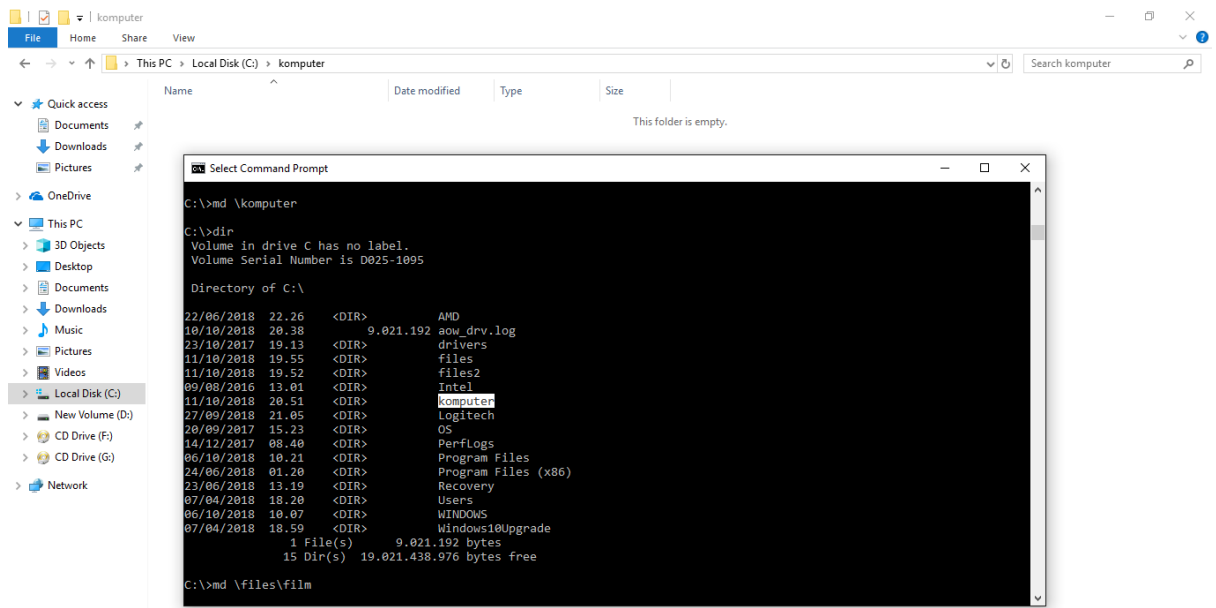 komputer
File Home Share View
This PC > Local Disk (C:) > komputer Search komputer
Name Date modified Type Size
This folder is empty.
Quick access
Documents
Downloads
Pictures
OneDrive
This PC
3D Objects
Desktop
Documents
Downloads
Music
Pictures
Videos
Local Disk (C:)
New Volume (D:)
CD Drive (F:)
CD Drive (G:)
Network
Select Command Prompt
C:\>md \komputer
C:\>dir
Volume in drive C has no label.
Volume Serial Number is D025-1095
Directory of C:\
22/06/2018 22.26 <DIR> AMD
10/10/2018 20.38 9.021.192 aow_drv.log
23/10/2017 19.13 <DIR> drivers
11/10/2018 19.55 <DIR> files
11/10/2018 19.52 <DIR> files2
09/08/2016 13.01 <DIR> Intel
11/10/2018 20.51 <DIR> komputer
27/09/2018 21.05 <DIR> Logitech
20/09/2017 15.23 <DIR> OS
14/12/2017 08.40 <DIR> PerfLogs
06/10/2018 10.21 <DIR> Program Files
24/06/2018 01.20 <DIR> Program Files (x86)
23/06/2018 13.19 <DIR> Recovery
07/04/2018 18.20 <DIR> Users
06/10/2018 10.07 <DIR> WINDOWS
07/04/2018 18.59 <DIR> Windows10Upgrade
1 File(s) 9.021.192 bytes
15 Dir(s) 19.021.438.976 bytes free
C:\>md \files\film